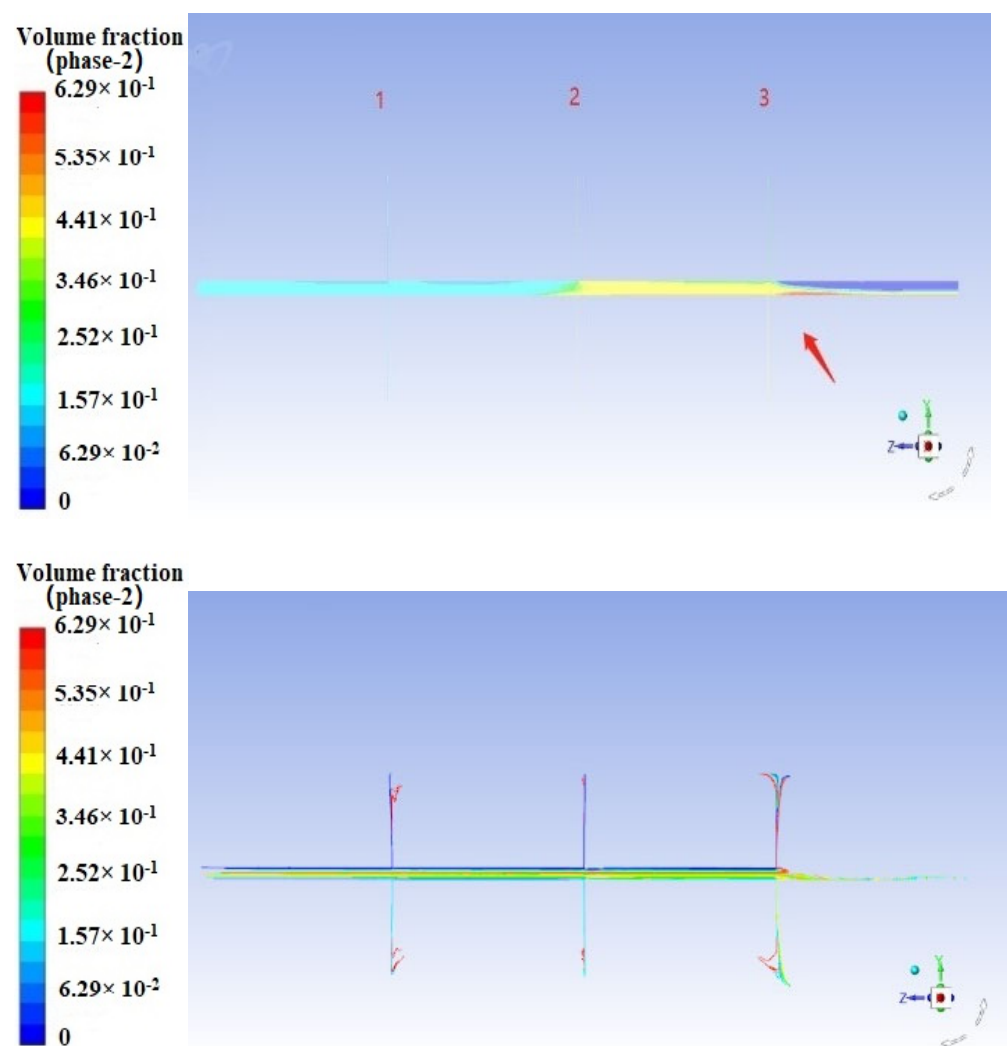 Volume fraction
(phase-2)
6.29× 10⁻¹
5.35× 10⁻¹
4.41× 10⁻¹
3.46× 10⁻¹
2.52× 10⁻¹
1.57× 10⁻¹
6.29× 10⁻²
0
1 2 3
Y
Z
Volume fraction
(phase-2)
6.29× 10⁻¹
5.35× 10⁻¹
4.41× 10⁻¹
3.46× 10⁻¹
2.52× 10⁻¹
1.57× 10⁻¹
6.29× 10⁻²
0
Y
Z